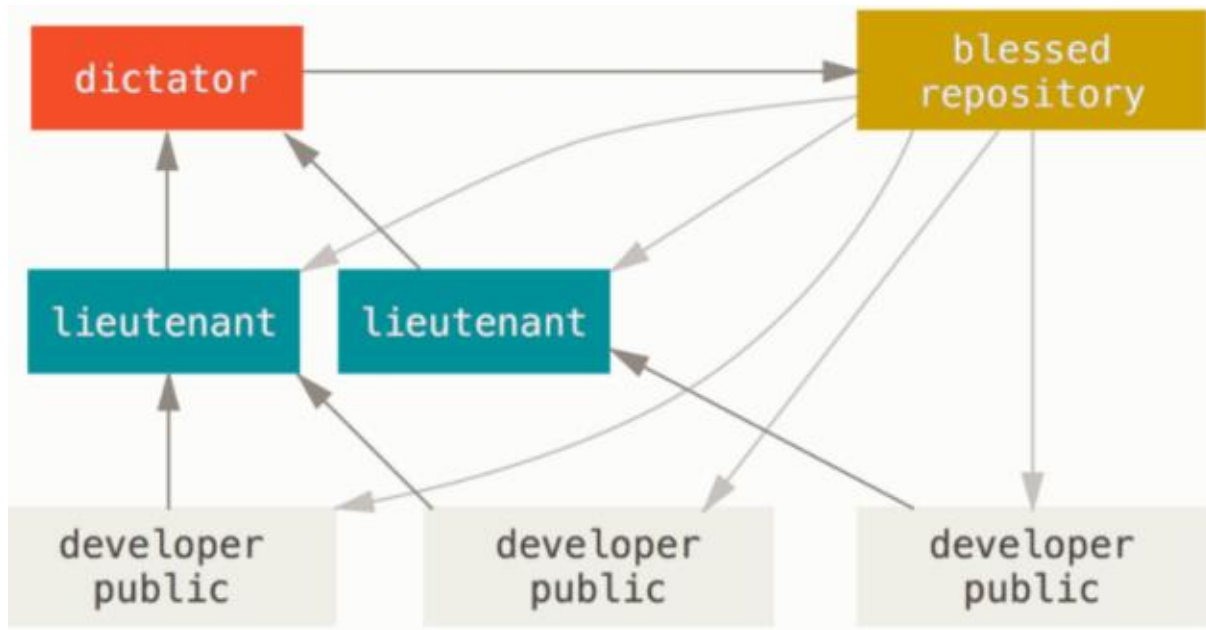 dictator
blessed
repository
lieutenant
lieutenant
developer
public
developer
public
developer
public